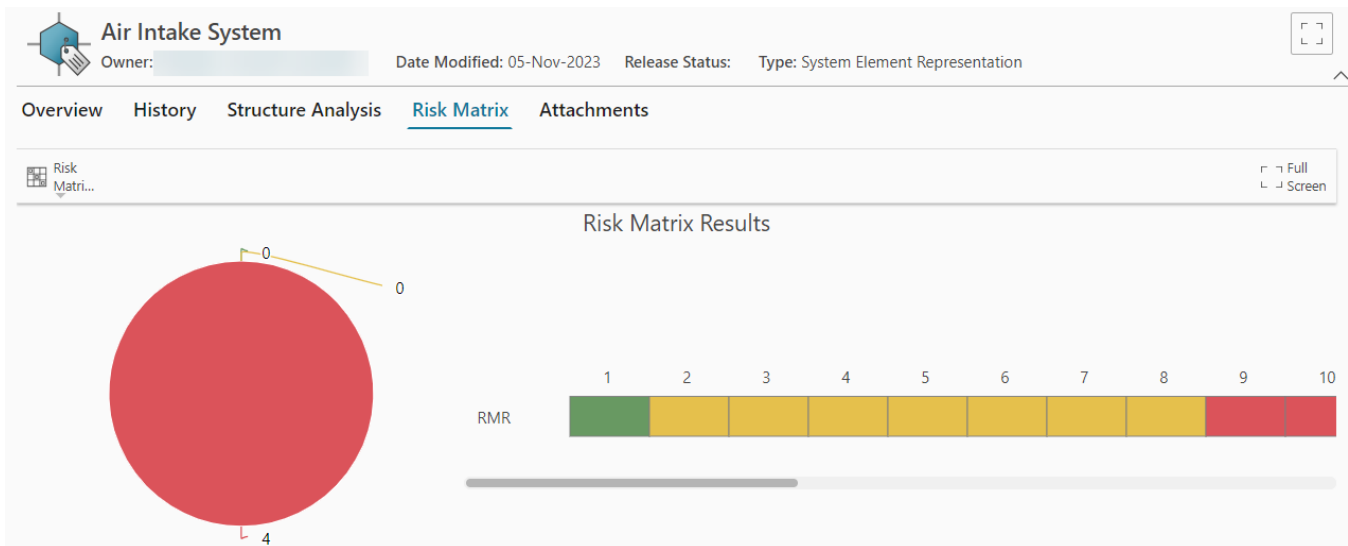 Air Intake System
Owner: Date Modified: 05-Nov-2023 Release Status: Type: System Element Representation
Overview History Structure Analysis Risk Matrix Attachments
Risk
Matri...
Full
Screen
Risk Matrix Results
0
0
4
1 2 3 4 5 6 7 8 9 10
RMR